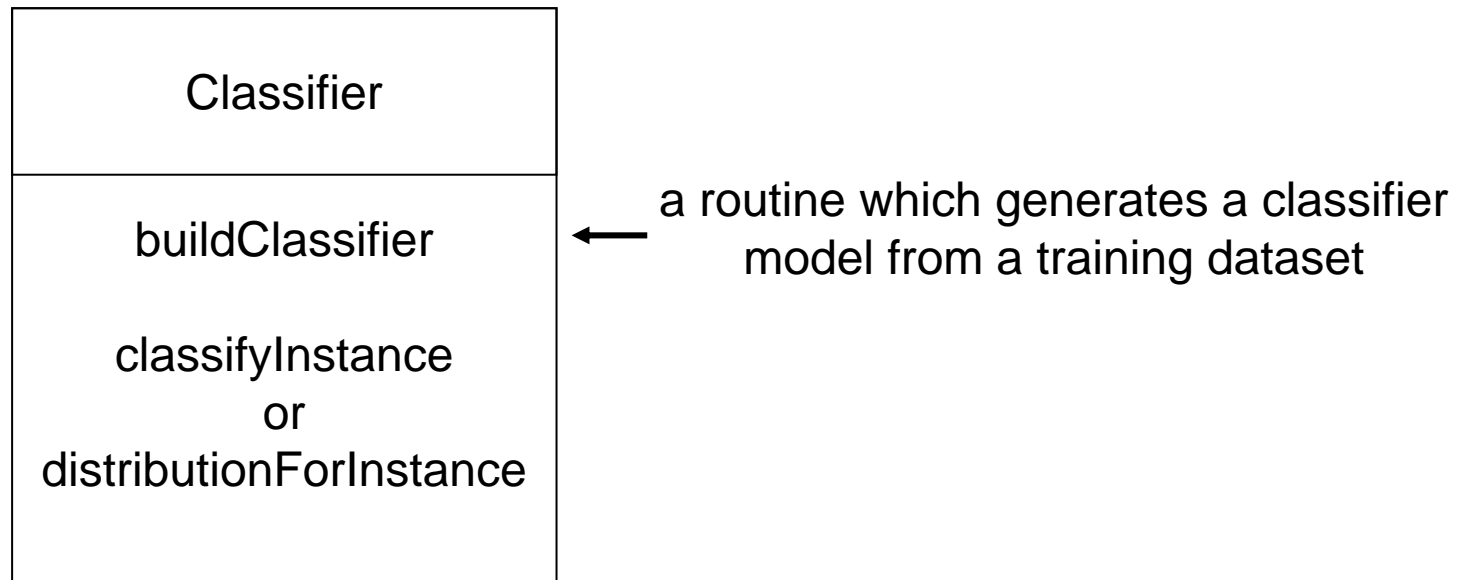 Classifier
buildClassifier
a routine which generates a classifier
model from a training dataset
classifyInstance
or
distributionForInstance